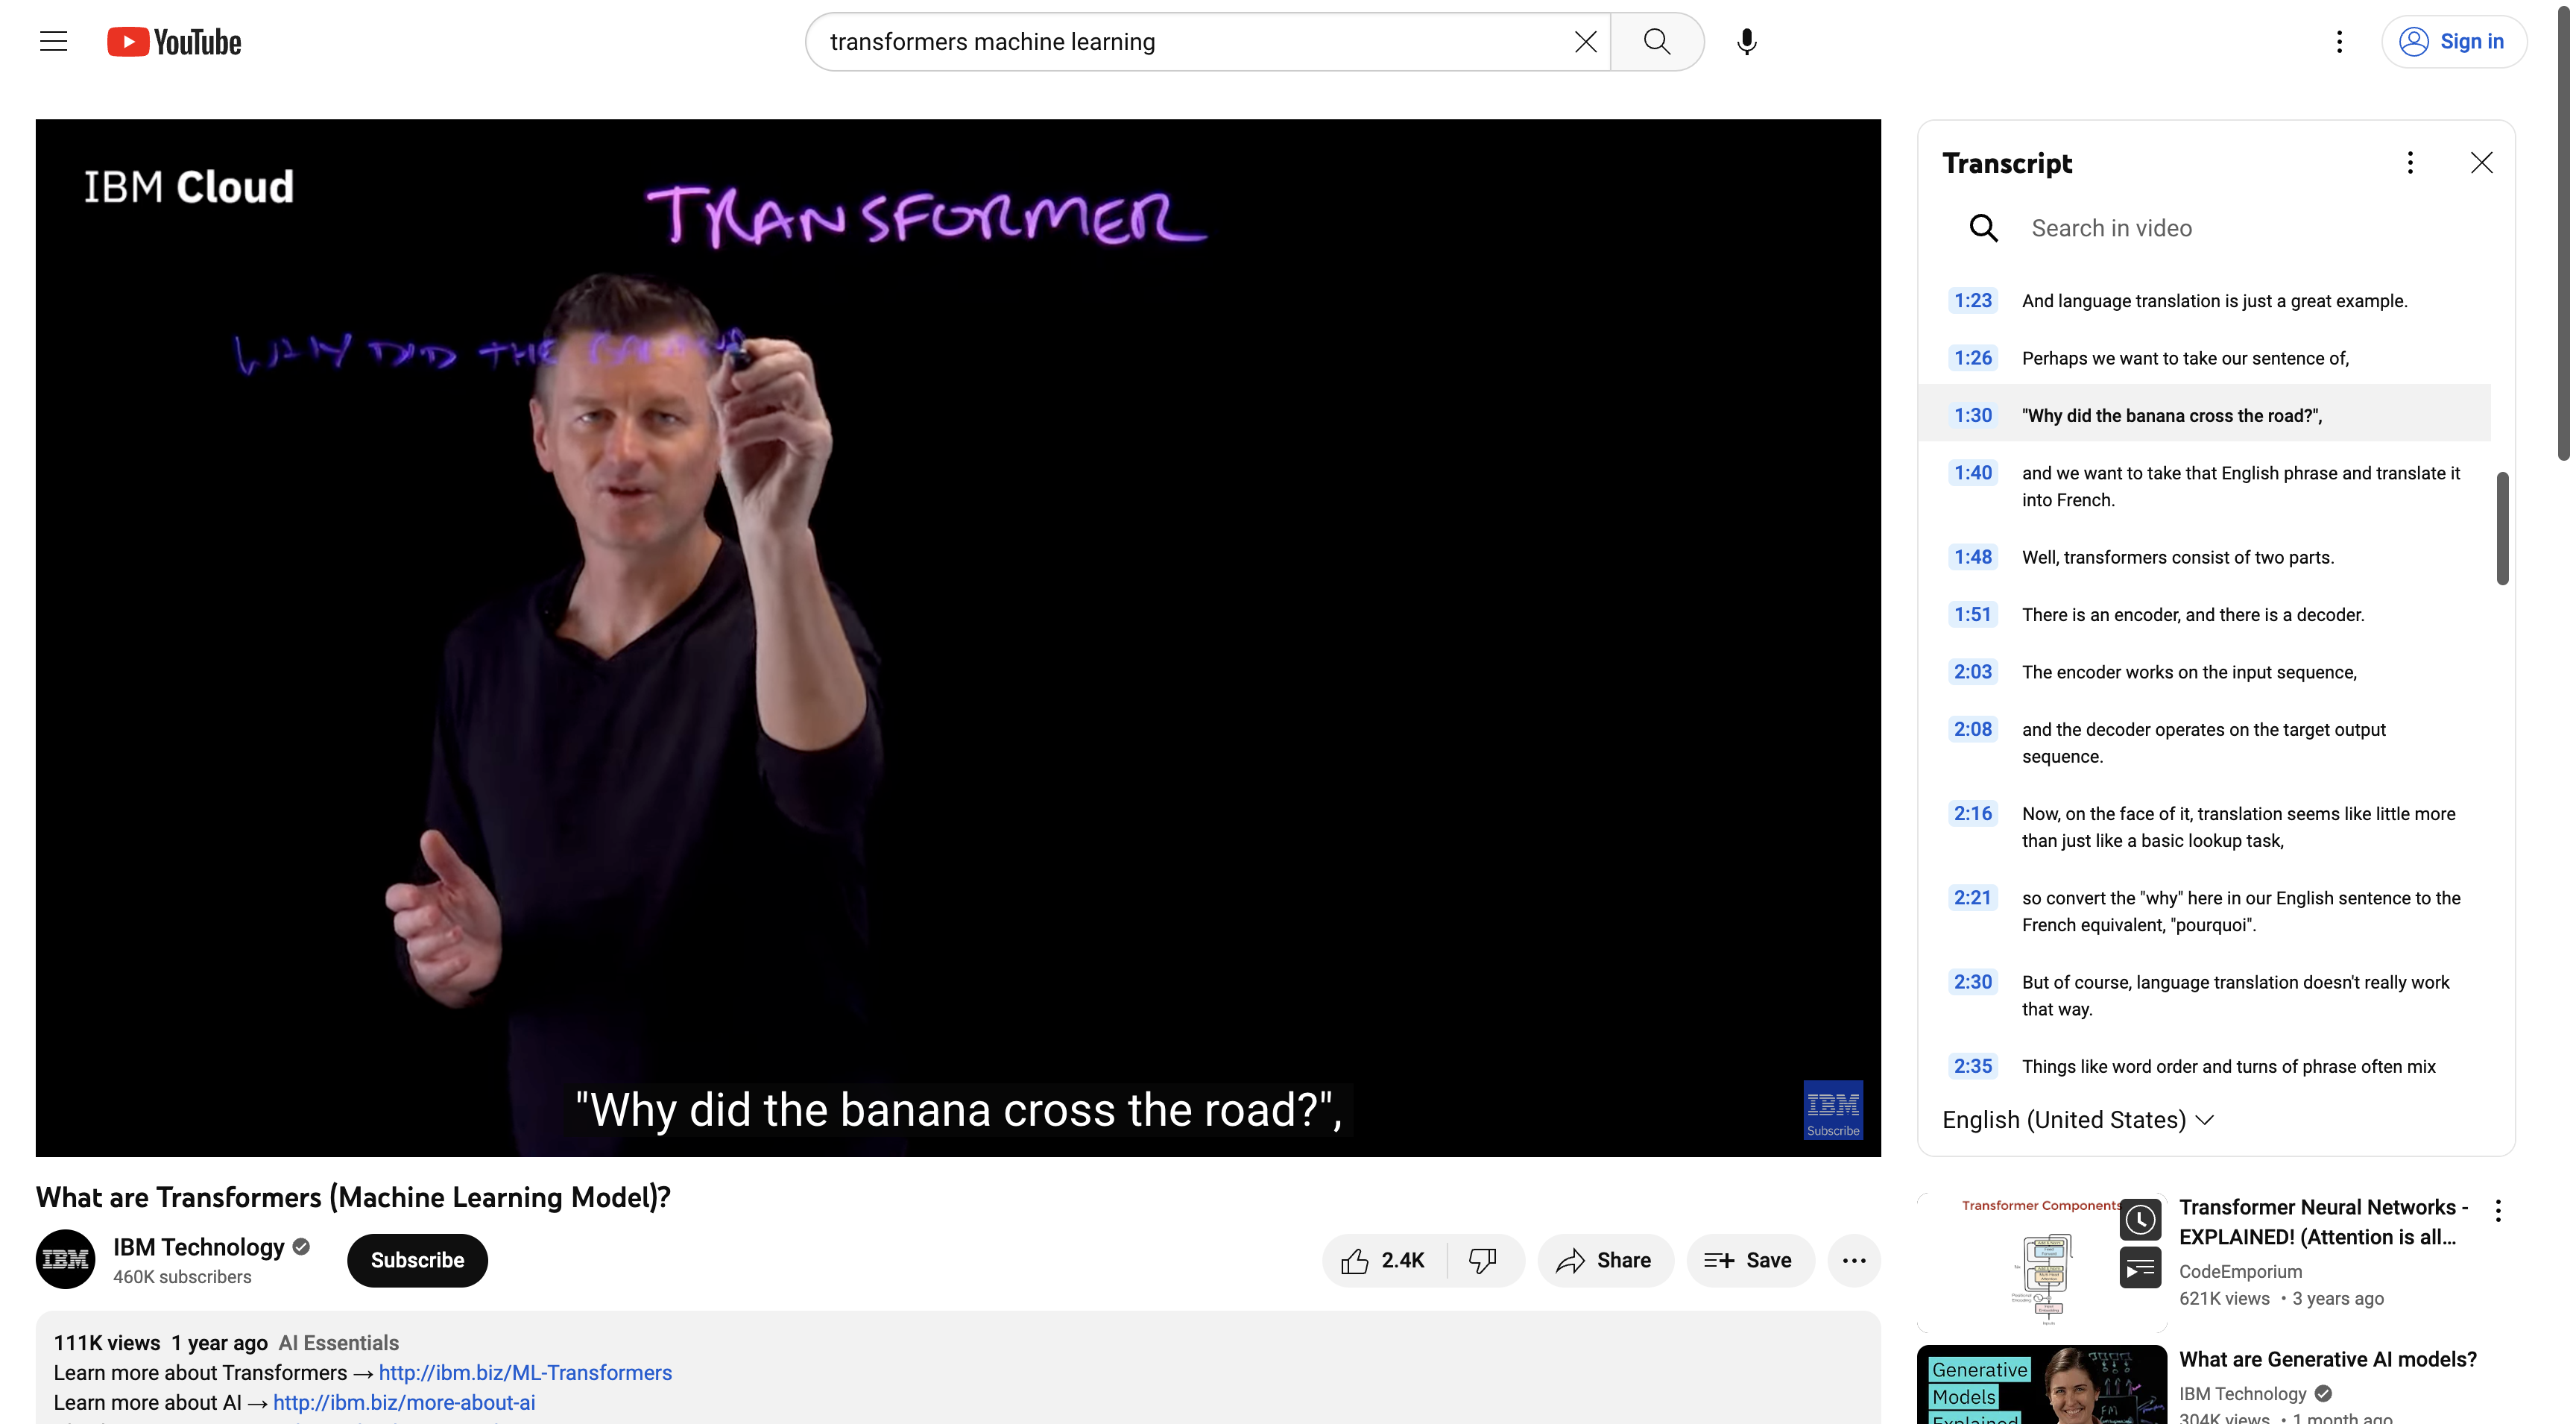 YouTube
transformers machine learning
Sign in
IBM Cloud
TRANSFORMER
WHY DID THE BANANA
"Why did the banana cross the road?",
IBM
Subscribe
Transcript
Search in video
1:23 And language translation is just a great example.
1:26 Perhaps we want to take our sentence of,
1:30 "Why did the banana cross the road?",
1:40 and we want to take that English phrase and translate it
into French.
1:48 Well, transformers consist of two parts.
1:51 There is an encoder, and there is a decoder.
2:03 The encoder works on the input sequence,
2:08 and the decoder operates on the target output
sequence.
2:16 Now, on the face of it, translation seems like little more
than just like a basic lookup task,
2:21 so convert the "why" here in our English sentence to the
French equivalent, "pourquoi".
2:30 But of course, language translation doesn't really work
that way.
2:35 Things like word order and turns of phrase often mix
English (United States)
What are Transformers (Machine Learning Model)?
IBM
IBM Technology
460K subscribers
Subscribe
2.4K
Share
Save
111K views 1 year ago AI Essentials
Learn more about Transformers → http://ibm.biz/ML-Transformers
Learn more about AI → http://ibm.biz/more-about-ai
Transformer Components
Transformer Neural Networks -
EXPLAINED! (Attention is all...
CodeEmporium
621K views • 3 years ago
Generative
Models
Explained
What are Generative AI models?
IBM Technology
304K views • 1 month ago